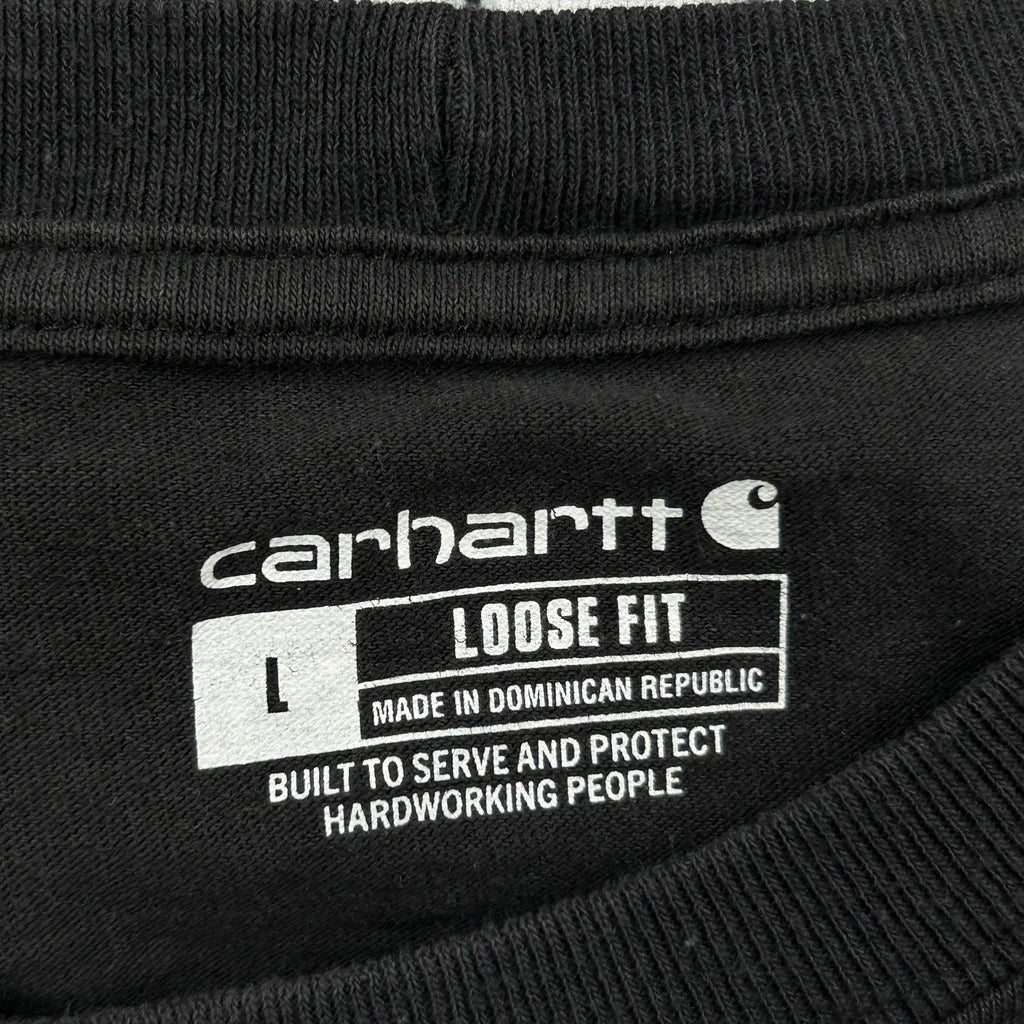 carhartt
L
LOOSE FIT
MADE IN DOMINICAN REPUBLIC
BUILT TO SERVE AND PROTECT
HARDWORKING PEOPLE